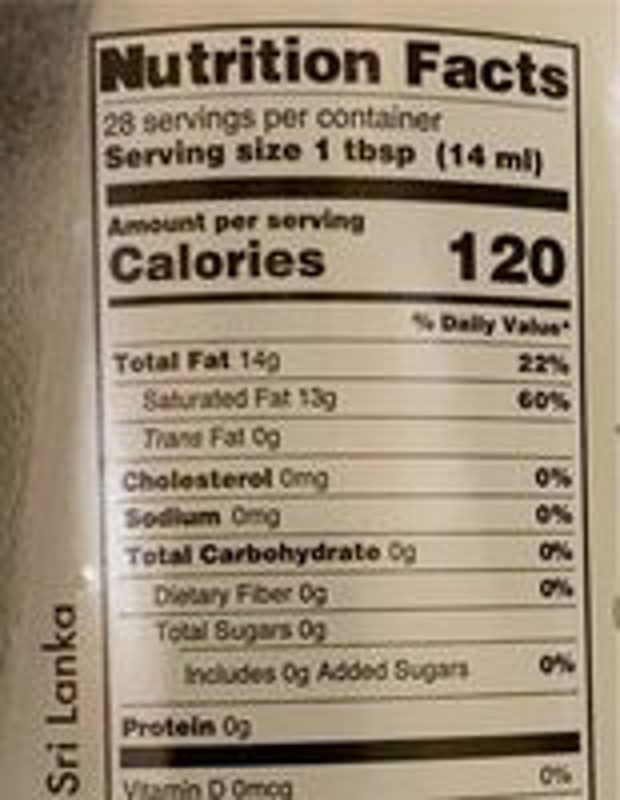 Nutrition Facts
28 servings per container
Serving size 1 tbsp (14 ml)
Amount per serving
Calories 120
% Daily Value*
Total Fat 14g 22%
Saturated Fat 13g 60%
Trans Fat 0g
Cholesterol 0mg 0%
Sodium 0mg 0%
Total Carbohydrate 0g 0%
Dietary Fiber 0g 0%
Total Sugars 0g
Includes 0g Added Sugars 0%
Protein 0g
Vitamin D 0mcg 0%
Sri Lanka